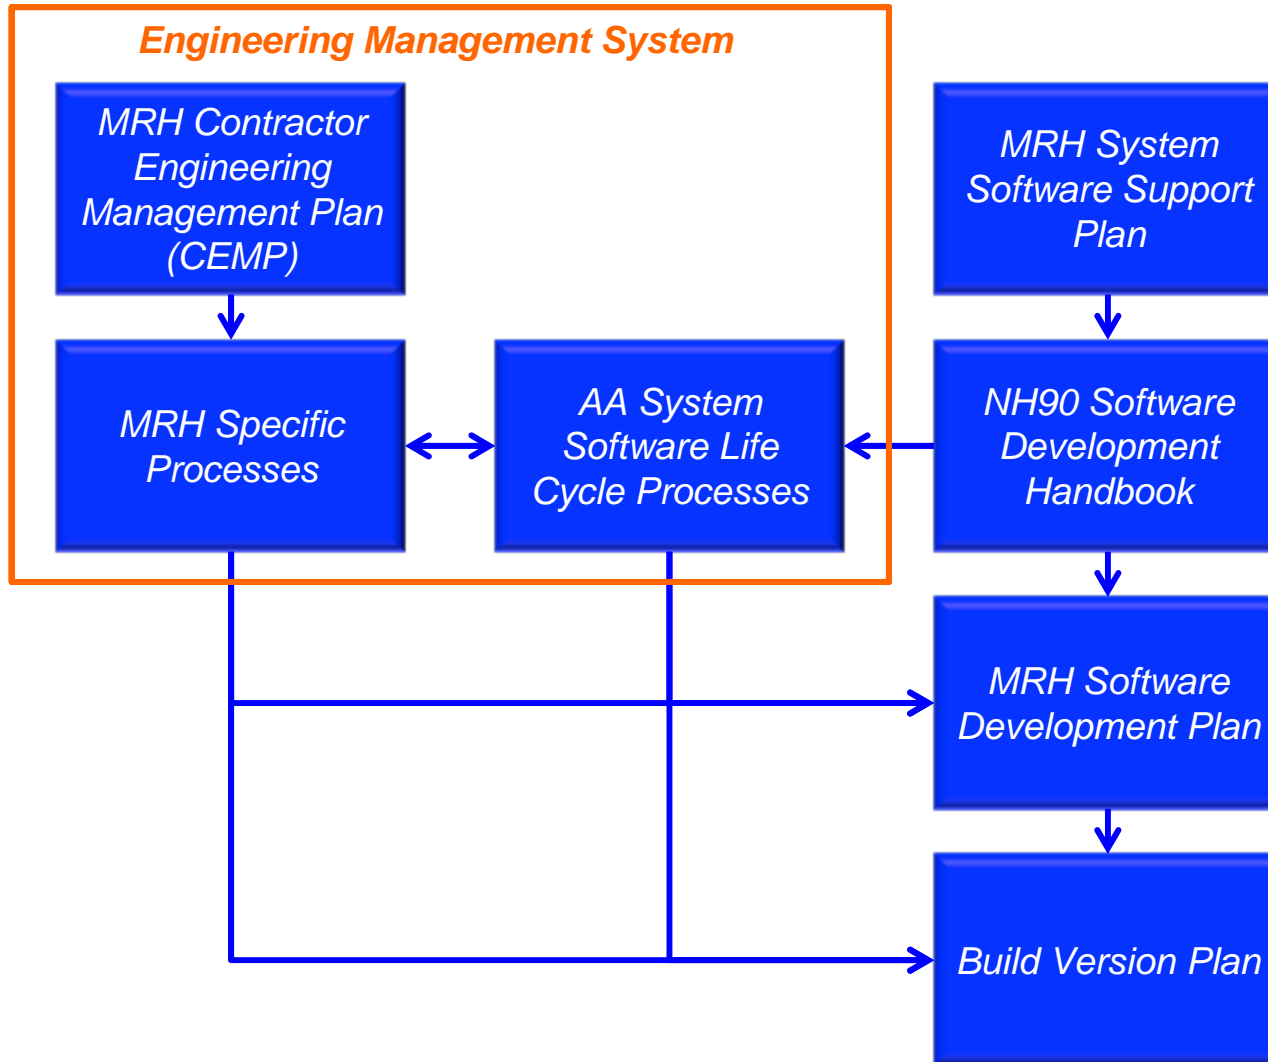 Engineering Management System
MRH Contractor
Engineering
Management Plan
(CEMP)
MRH System
Software Support
Plan
MRH Specific
Processes
AA System
Software Life
Cycle Processes
NH90 Software
Development
Handbook
MRH Software
Development Plan
Build Version Plan